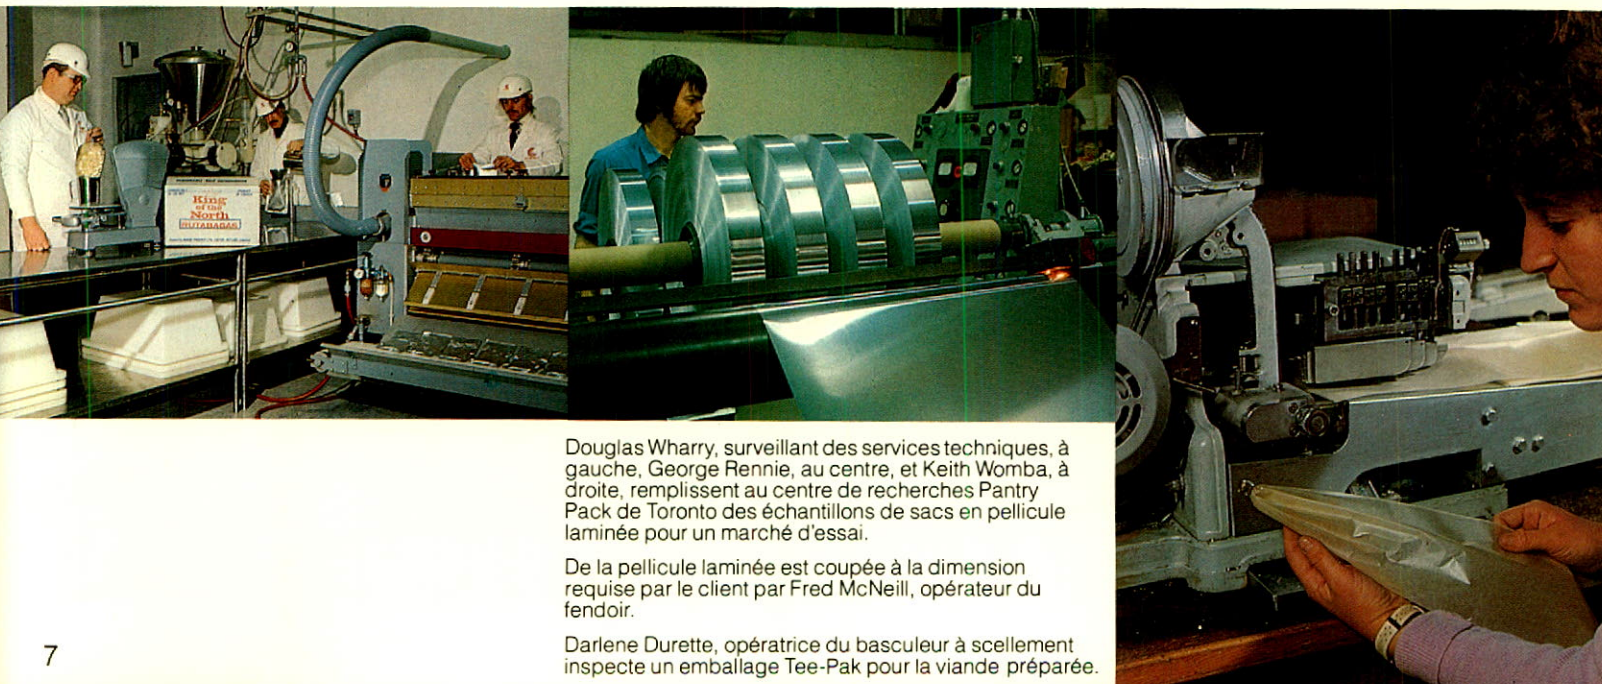 King
of the
North
RUTABAGAS
Douglas Wharry, surveillant des services techniques, à
gauche, George Rennie, au centre, et Keith Womba, à
droite, remplissent au centre de recherches Pantry
Pack de Toronto des échantillons de sacs en pellicule
laminée pour un marché d'essai.
De la pellicule laminée est coupée à la dimension
requise par le client par Fred McNeill, opérateur du
fendoir.
Darlene Durette, opératrice du basculeur à scellement
inspecte un emballage Tee-Pak pour la viande préparée.
7